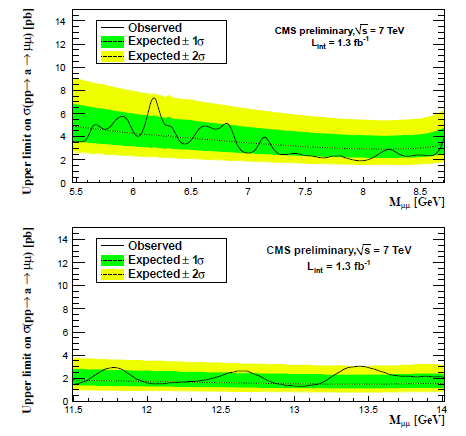 Upper limit on σ(pp→ a → μμ) [pb]
14
12
10
8
6
4
2
0
Observed
Expected ± 1σ
Expected ± 2σ
CMS preliminary,√s = 7 TeV
L int = 1.3 fb-1
5.5 6 6.5 7 7.5 8 8.5
Mμμ [GeV]
Upper limit on σ(pp→ a → μμ) [pb]
14
12
10
8
6
4
2
0
Observed
Expected ± 1σ
Expected ± 2σ
CMS preliminary,√s = 7 TeV
L int = 1.3 fb-1
11.5 12 12.5 13 13.5 14
Mμμ [GeV]